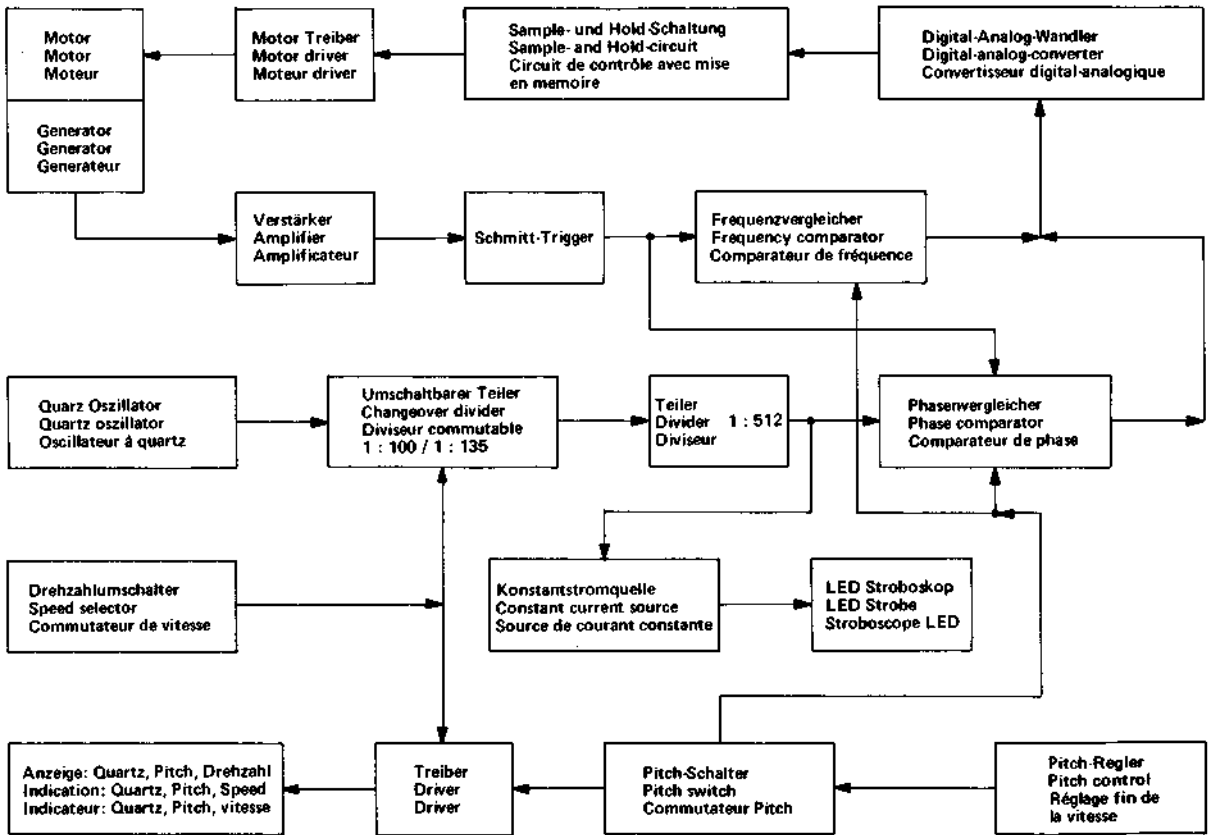 Motor
Motor
Moteur
Motor Treiber
Motor driver
Moteur driver
Sample- und Hold-Schaltung
Sample- and Hold-circuit
Circuit de contrôle avec mise
en memoire
Digital-Analog-Wandler
Digital-analog-converter
Convertisseur digital-analogique
Generator
Generator
Generateur
Verstärker
Amplifier
Amplificateur
Schmitt-Trigger
Frequenzvergleicher
Frequency comparator
Comparateur de fréquence
Quarz Oszillator
Quartz oszillator
Oscillateur à quartz
Umschaltbarer Teiler
Changeover divider
Diviseur commutable
1 : 100 / 1 : 135
Teiler
Divider 1 : 512
Diviseur
Phasenvergleicher
Phase comparator
Comparateur de phase
Drehzahlumschalter
Speed selector
Commutateur de vitesse
Konstantstromquelle
Constant current source
Source de courant constante
LED Stroboskop
LED Strobe
Stroboscope LED
Anzeige: Quartz, Pitch, Drehzahl
Indication: Quartz, Pitch, Speed
Indicateur: Quartz, Pitch, vitesse
Treiber
Driver
Driver
Pitch-Schalter
Pitch switch
Commutateur Pitch
Pitch-Regler
Pitch control
Réglage fin de
la vitesse